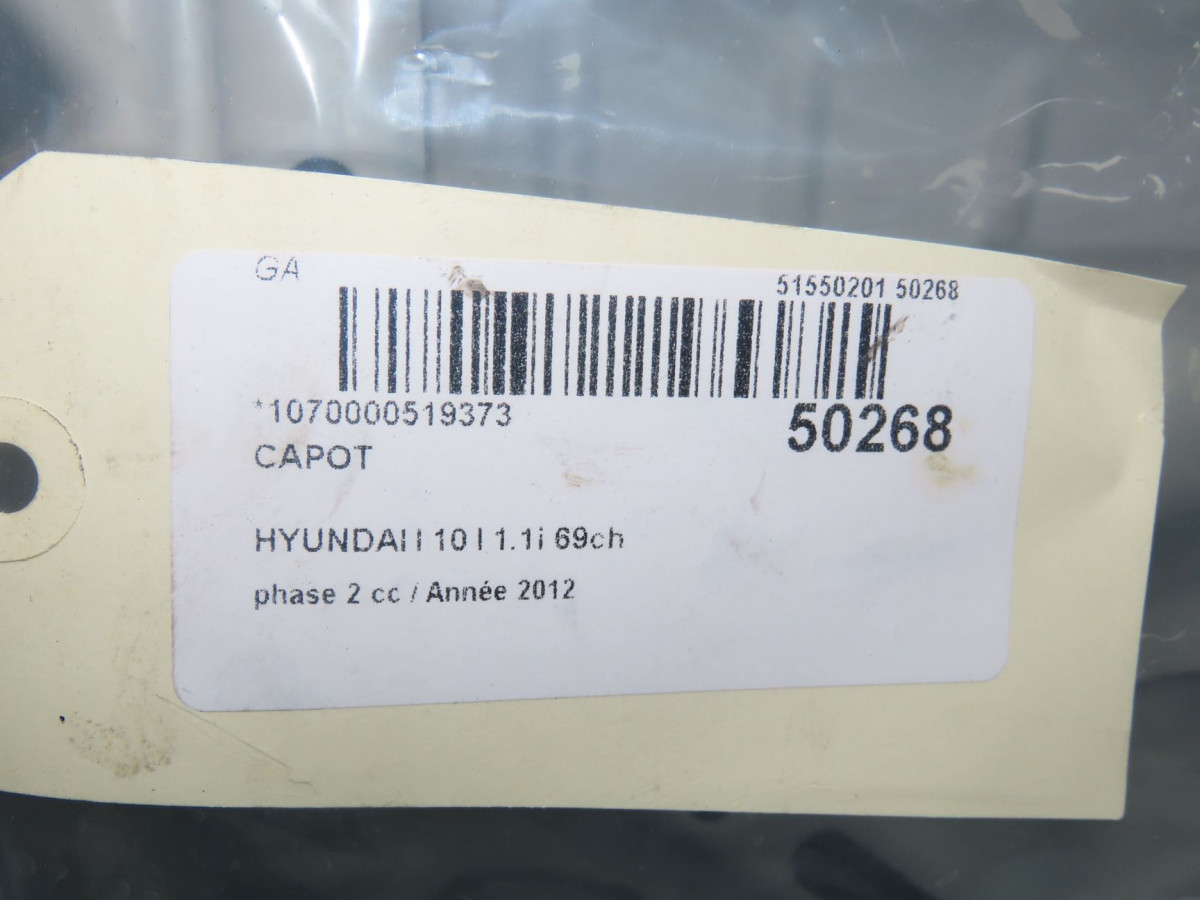 GA
51550201 50268
*1070000519373
50268
CAPOT
HYUNDAI I 10 I 1.1i 69ch
phase 2 cc / Année 2012